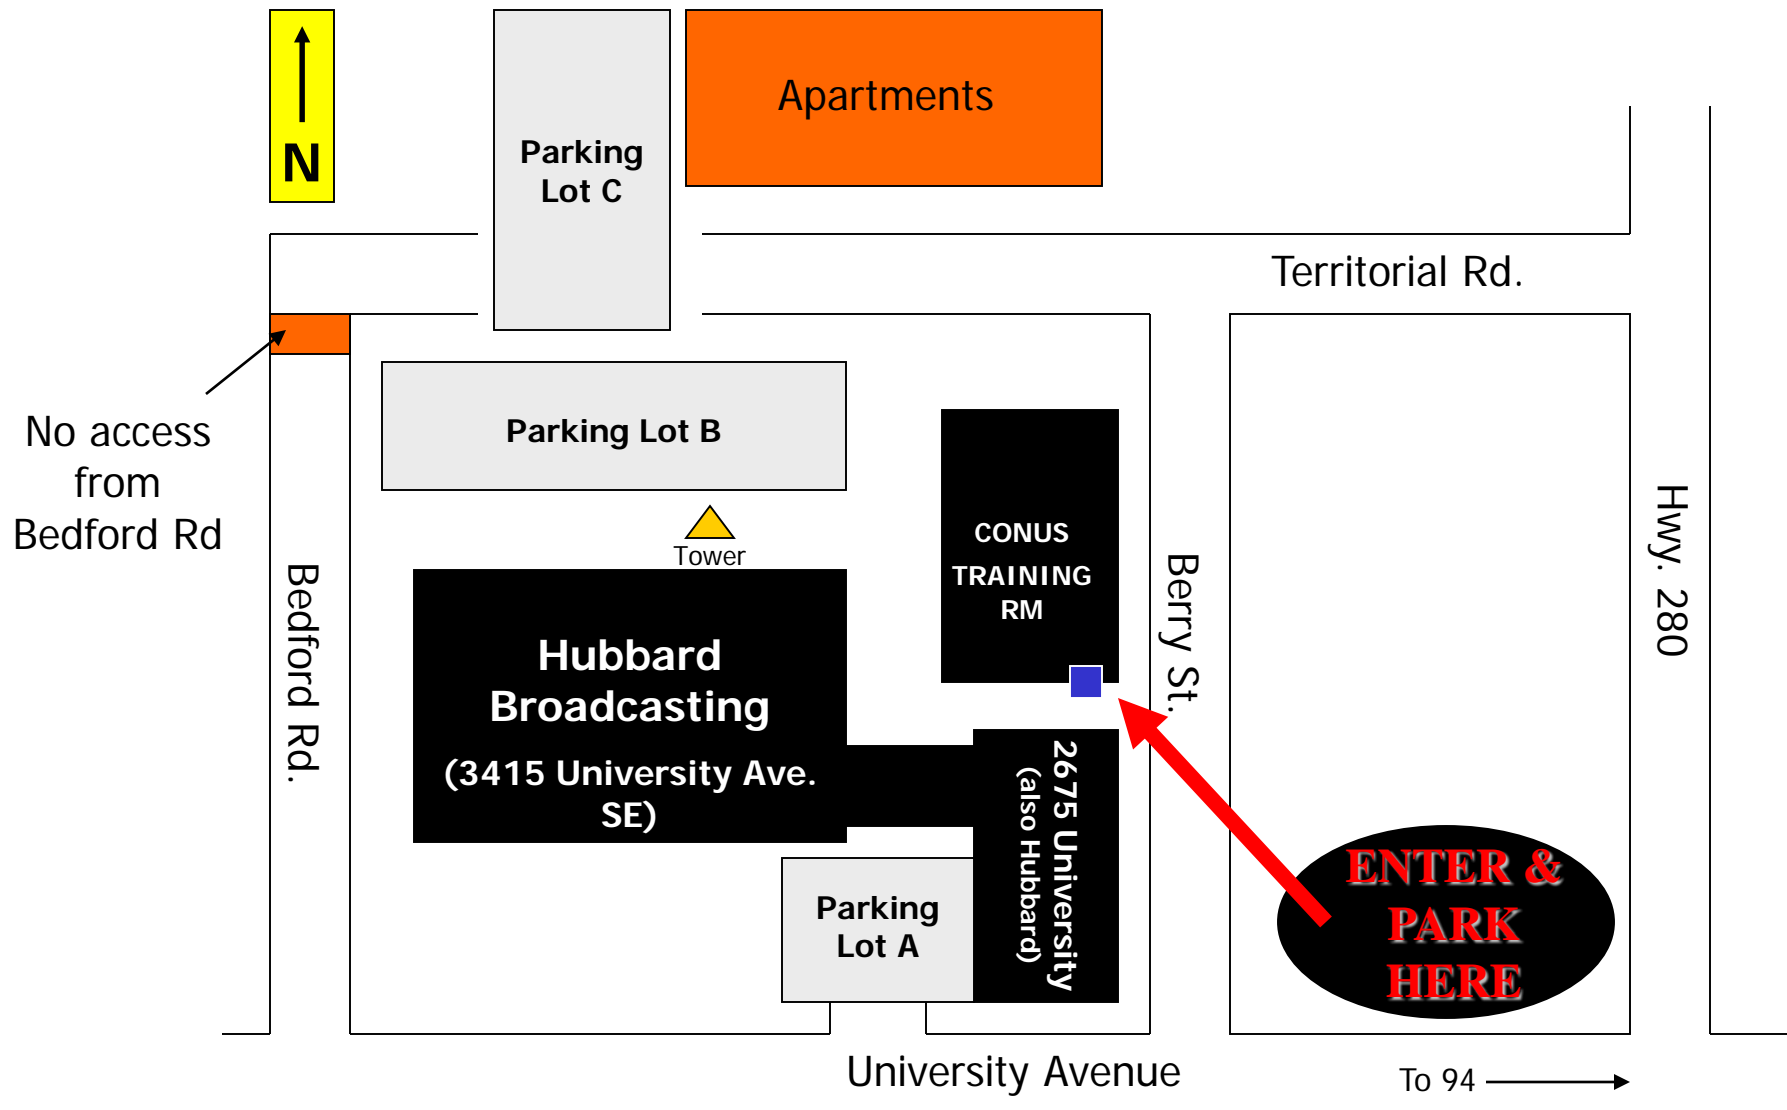 N
Parking
Lot C
Apartments
Territorial Rd.
No access
from
Bedford Rd
Parking Lot B
Tower
CONUS
TRAINING
RM
Bedford Rd.
Hubbard
Broadcasting
(3415 University Ave.
SE)
Berry St.
Hwy. 280
2675 University
(also Hubbard)
Parking
Lot A
ENTER &
PARK
HERE
University Avenue
To 94